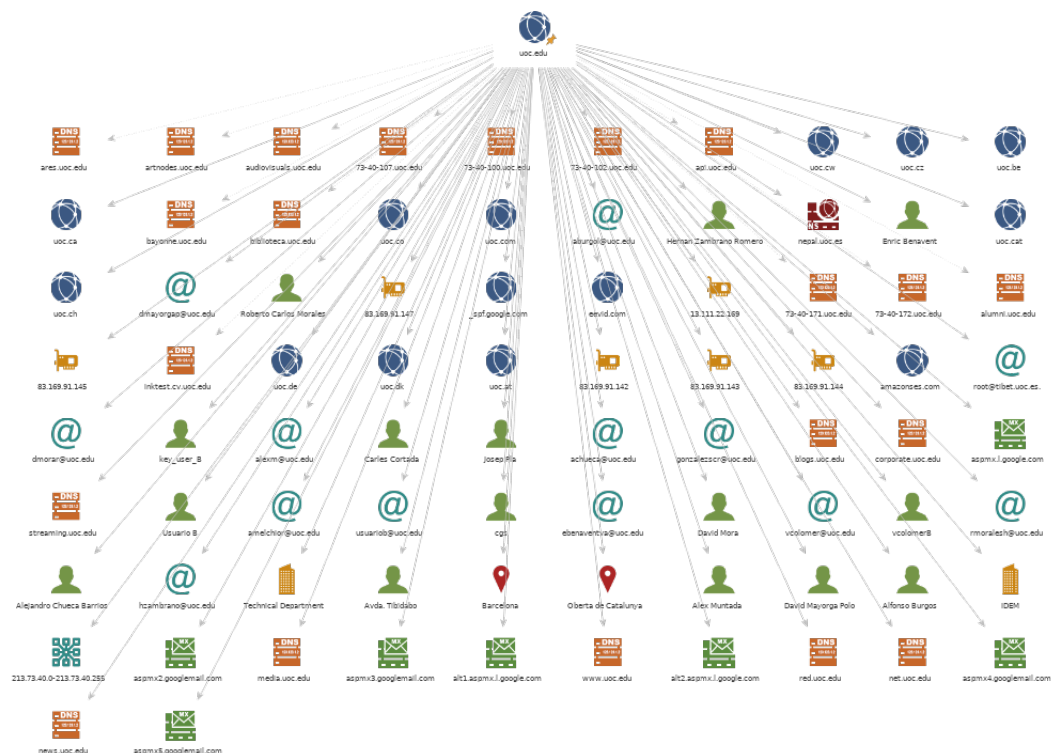 uoc.edu
ares.uoc.edu
artnodes.uoc.edu
audiovisuals.uoc.edu
73-40-107.uoc.edu
73-40-100.uoc.edu
73-40-102.uoc.edu
api.uoc.edu
uoc.cw
uoc.cz
uoc.be
uoc.ca
bayonne.uoc.edu
biblioteca.uoc.edu
uoc.co
uoc.com
aburgol@uoc.edu
Hernan Zambrano Romero
nepal.uoc.es
Enric Benavent
uoc.cat
uoc.ch
dmayorgap@uoc.edu
Roberto Carlos Morales
83.169.91.147
_spf.google.com
eervid.com
13.111.22.169
73-40-171.uoc.edu
73-40-172.uoc.edu
alumni.uoc.edu
83.169.91.145
inktest.cv.uoc.edu
uoc.de
uoc.dk
uoc.at
83.169.91.142
83.169.91.143
83.169.91.144
amazonses.com
root@tibet.uoc.es.
dmorar@uoc.edu
key_user_B
alexm@uoc.edu
Carles Cortada
Josep Pla
achueca@uoc.edu
gonzalezscr@uoc.edu
blogs.uoc.edu
corporate.uoc.edu
aspmx.l.google.com
streaming.uoc.edu
Usuario B
amelchior@uoc.edu
usuariob@uoc.edu
cgs
ebenaventva@uoc.edu
David Mora
vcolomer@uoc.edu
vcolomerB
rmoralesh@uoc.edu
Alejandro Chueca Barrios
hzambrano@uoc.edu
Technical Department
Avda. Tibidabo
Barcelona
Oberta de Catalunya
Alex Muntada
David Mayorga Polo
Alfonso Burgos
IDEM
213.73.40.0-213.73.40.255
aspmx2.googlemail.com
media.uoc.edu
aspmx3.googlemail.com
alt1.aspmx.l.google.com
www.uoc.edu
alt2.aspmx.l.google.com
red.uoc.edu
net.uoc.edu
aspmx4.googlemail.com
news.uoc.edu
aspmx5.googlemail.com